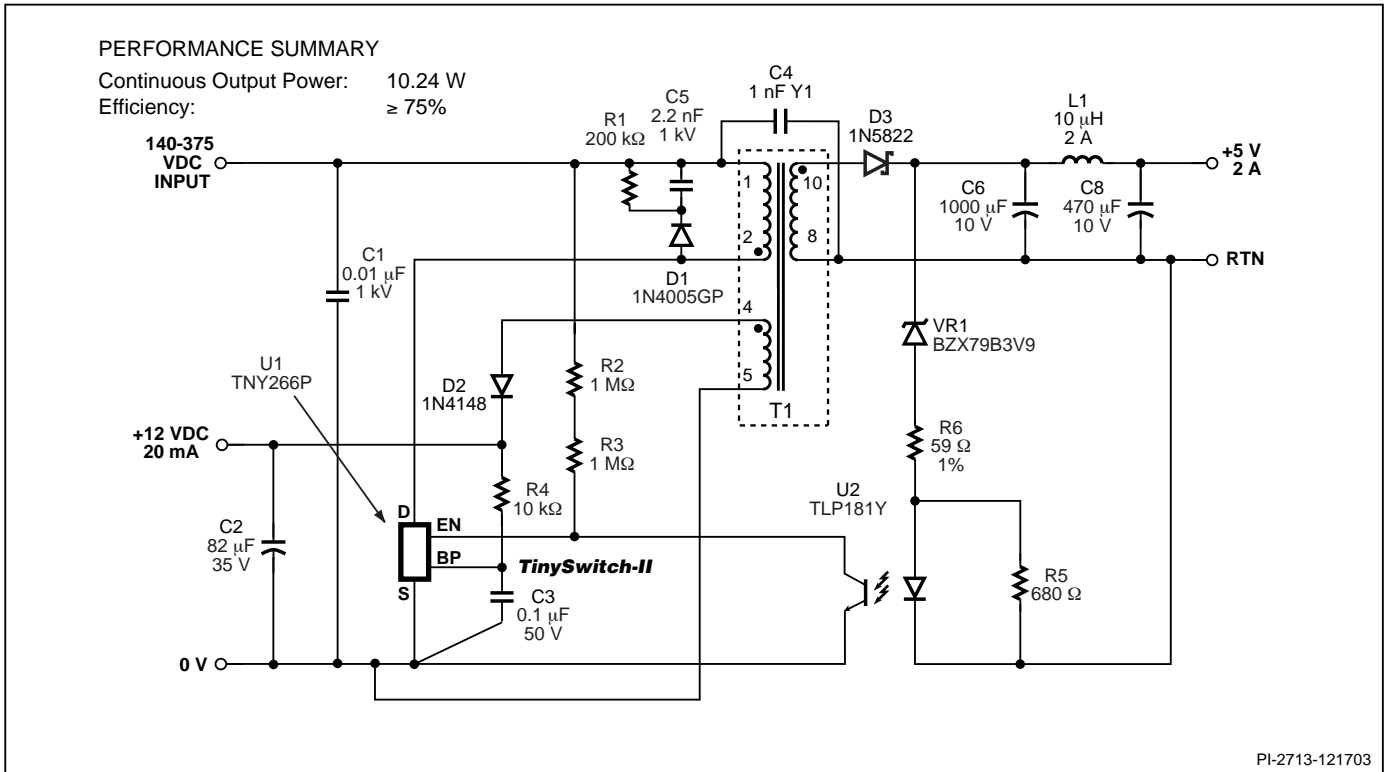 PERFORMANCE SUMMARY
Continuous Output Power: 10.24 W
Efficiency: ≥ 75%
140-375
VDC
INPUT
R1
200 kΩ
C5
2.2 nF
1 kV
C4
1 nF Y1
D3
1N5822
L1
10 µH
2 A
+5 V
2 A
1
10
C6
1000 µF
10 V
C8
470 µF
10 V
2
8
RTN
C1
0.01 µF
1 kV
D1
1N4005GP
4
5
T1
VR1
BZX79B3V9
U1
TNY266P
D2
1N4148
R2
1 MΩ
+12 VDC
20 mA
R3
1 MΩ
R6
59 Ω
1%
R4
10 kΩ
U2
TLP181Y
C2
82 µF
35 V
D
EN
BP
S
TinySwitch-II
C3
0.1 µF
50 V
R5
680 Ω
0 V
PI-2713-121703